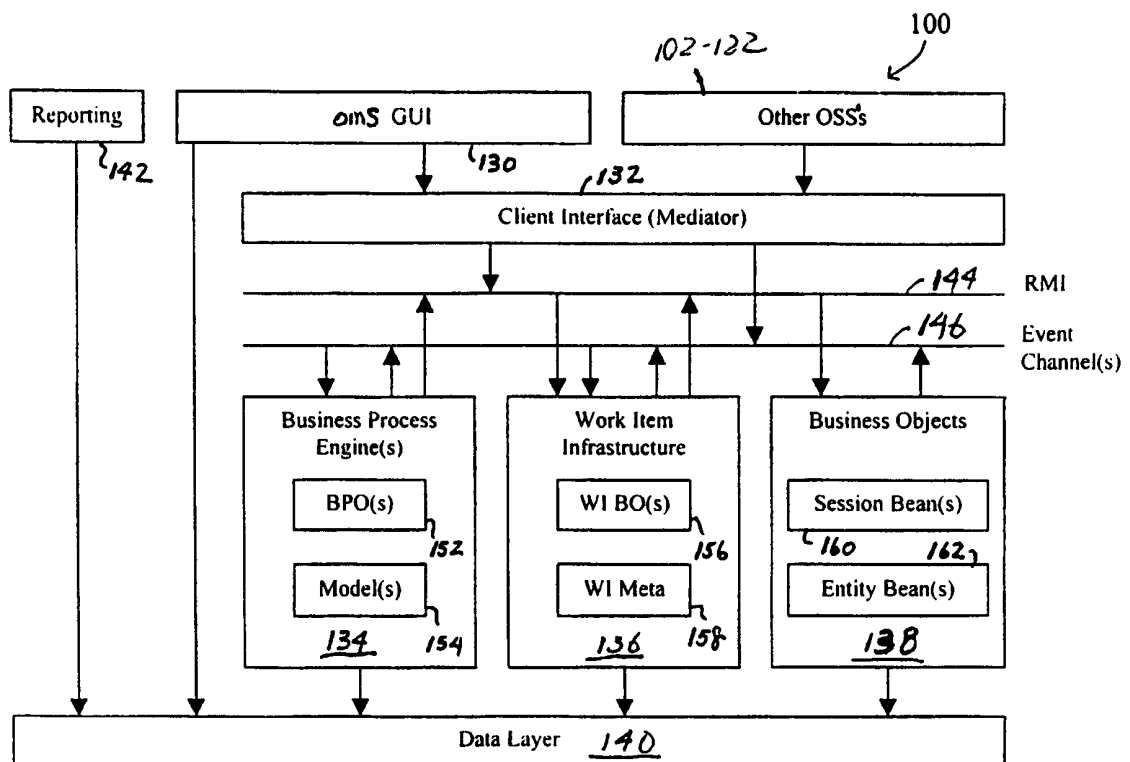 100
102-122
Reporting
142
oms GUI
130
Other OSS's
132
Client Interface (Mediator)
144
RMI
146
Event
Channel(s)
Business Process
Engine(s)
BPO(s)
152
Model(s)
154
134
Work Item
Infrastructure
WI BO(s)
156
WI Meta
158
136
Business Objects
Session Bean(s)
160
162
Entity Bean(s)
138
Data Layer
140